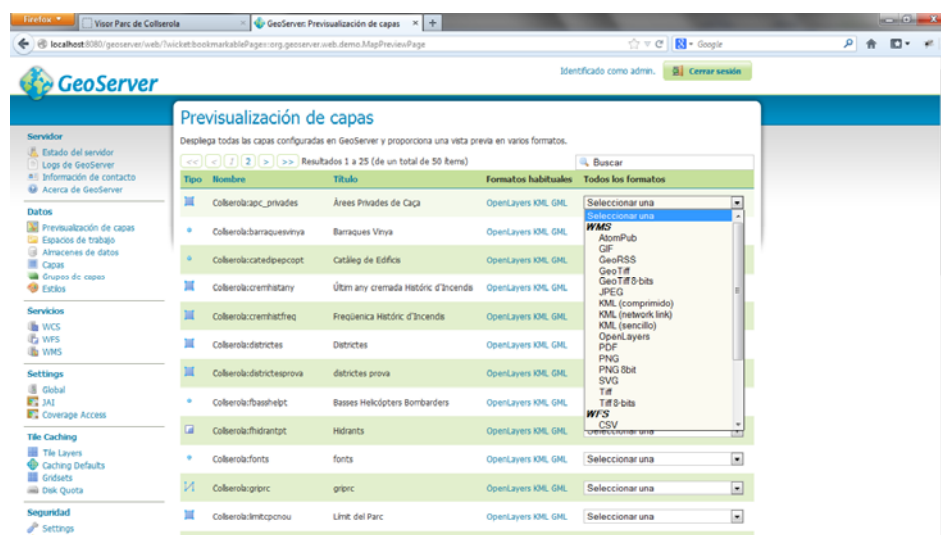 Firefox
Visor Parc de Collserola
GeoServer: Previsualización de capas
localhost:8080/geoserver/web/?wicket:bookmarkablePage=:org.geoserver.web.demo.MapPreviewPage
Google
GeoServer
Identificado como admin.
Cerrar sesión
Servidor
Estado del servidor
Logs de GeoServer
Información de contacto
Acerca de GeoServer
Datos
Previsualización de capas
Espacios de trabajo
Almacenes de datos
Capas
Grupos de capas
Estilos
Servicios
WCS
WFS
WMS
Settings
Global
JAI
Coverage Access
Tile Caching
Tile Layers
Caching Defaults
Gridsets
Disk Quota
Seguridad
Settings
Previsualización de capas
Despliega todas las capas configuradas en GeoServer y proporciona una vista previa en varios formatos.
<< < 1 2 > >> Resultados 1 a 25 (de un total de 50 ítems)
Buscar
Tipo Nombre Título Formatos habituales Todos los formatos
Collserola:apc_privades Àrees Privades de Caça OpenLayers KML GML Seleccionar una
Collserola:barraquesvinya Barraques Vinya OpenLayers KML GML
Collserola:catedpepcopt Catàleg de Edificis OpenLayers KML GML
Collserola:cremhistany Últim any cremada Històric d'Incendis OpenLayers KML GML
Collserola:cremhistfreq Freqüenica Històric d'Incendis OpenLayers KML GML
Collserola:districtes Districtes OpenLayers KML GML
Collserola:districtesprova districtes prova OpenLayers KML GML
Collserola:fbasshelpt Basses Helicòpters Bombarders OpenLayers KML GML
Collserola:fhidrantpt Hidrants OpenLayers KML GML Seleccionar una
Collserola:fonts fonts OpenLayers KML GML Seleccionar una
Collserola:griprc griprc OpenLayers KML GML Seleccionar una
Collserola:limitcpcnou Límit del Parc OpenLayers KML GML Seleccionar una
Seleccionar una
WMS
AtomPub
GIF
GeoRSS
GeoTiff
GeoTiff 8-bits
JPEG
KML (comprimido)
KML (network link)
KML (sencillo)
OpenLayers
PDF
PNG
PNG 8bit
SVG
Tiff
Tiff 8-bits
WFS
CSV